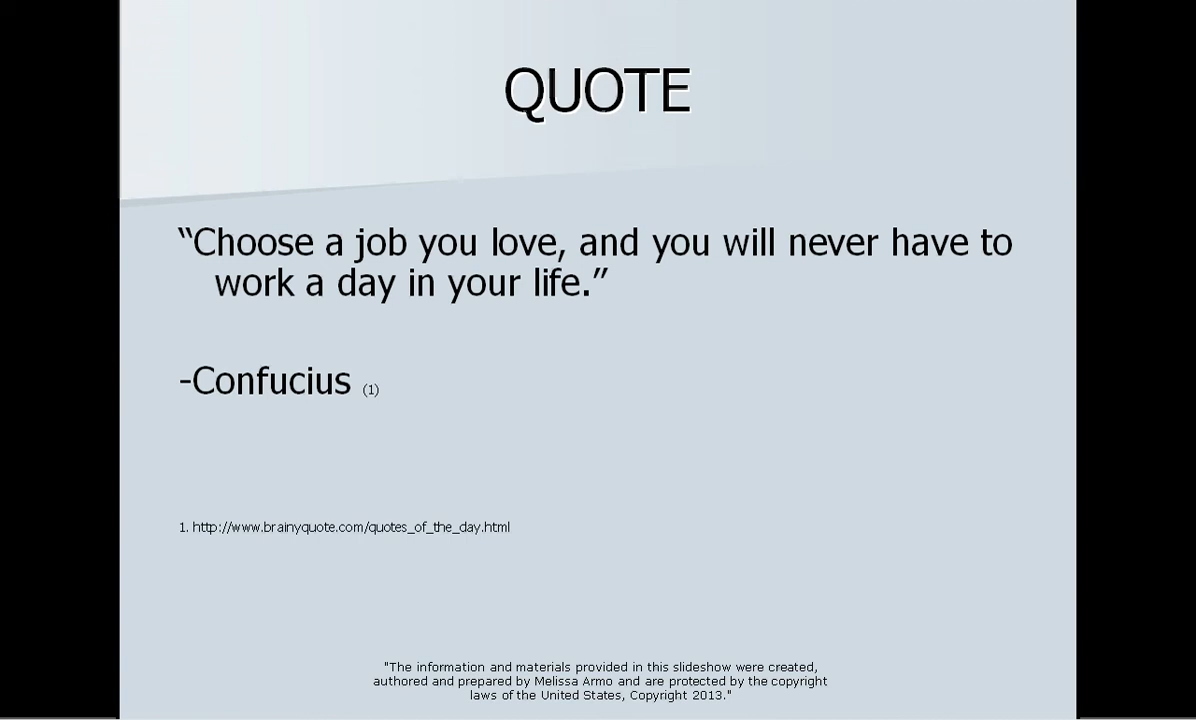 QUOTE
“Choose a job you love, and you will never have to
work a day in your life.”
-Confucius (1)
1. http://www.brainyquote.com/quotes_of_the_day.html
"The information and materials provided in this slideshow were created,
authored and prepared by Melissa Armo and are protected by the copyright
laws of the United States, Copyright 2013."